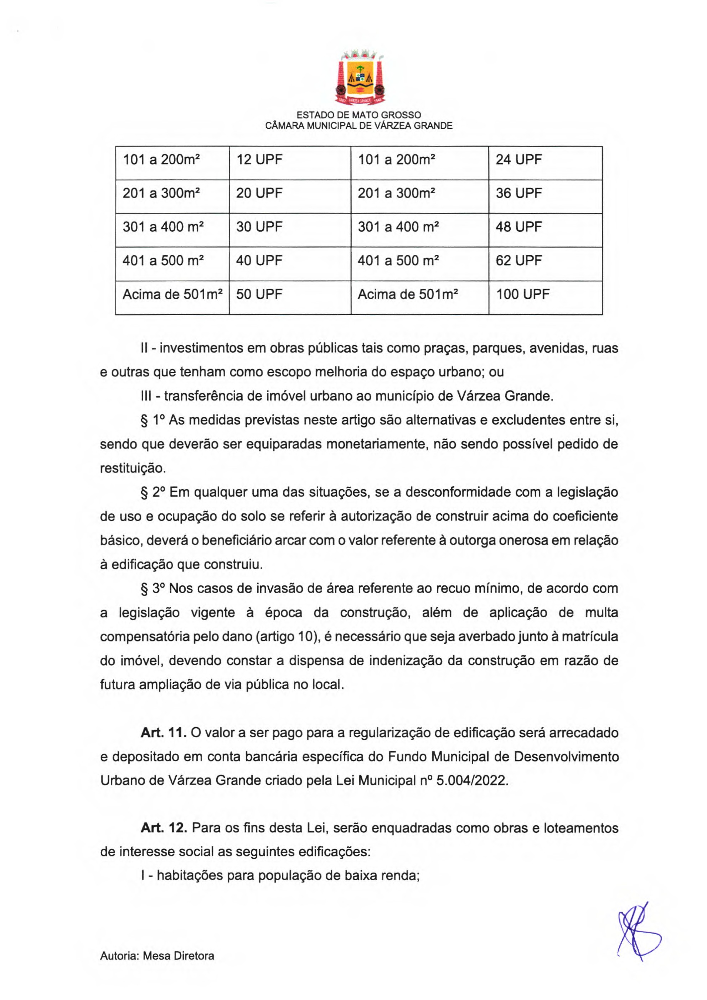 1867 VÁRZEA GRANDE 1948
ESTADO DE MATO GROSSO
CÂMARA MUNICIPAL DE VÁRZEA GRANDE
101 a 200m² 12 UPF 101 a 200m² 24 UPF
201 a 300m² 20 UPF 201 a 300m² 36 UPF
301 a 400 m² 30 UPF 301 a 400 m² 48 UPF
401 a 500 m² 40 UPF 401 a 500 m² 62 UPF
Acima de 501m² 50 UPF Acima de 501m² 100 UPF
II - investimentos em obras públicas tais como praças, parques, avenidas, ruas
e outras que tenham como escopo melhoria do espaço urbano; ou
III - transferência de imóvel urbano ao município de Várzea Grande.
§ 1º As medidas previstas neste artigo são alternativas e excludentes entre si,
sendo que deverão ser equiparadas monetariamente, não sendo possível pedido de
restituição.
§ 2º Em qualquer uma das situações, se a desconformidade com a legislação
de uso e ocupação do solo se referir à autorização de construir acima do coeficiente
básico, deverá o beneficiário arcar com o valor referente à outorga onerosa em relação
à edificação que construiu.
§ 3º Nos casos de invasão de área referente ao recuo mínimo, de acordo com
a legislação vigente à época da construção, além de aplicação de multa
compensatória pelo dano (artigo 10), é necessário que seja averbado junto à matrícula
do imóvel, devendo constar a dispensa de indenização da construção em razão de
futura ampliação de via pública no local.
Art. 11. O valor a ser pago para a regularização de edificação será arrecadado
e depositado em conta bancária específica do Fundo Municipal de Desenvolvimento
Urbano de Várzea Grande criado pela Lei Municipal nº 5.004/2022.
Art. 12. Para os fins desta Lei, serão enquadradas como obras e loteamentos
de interesse social as seguintes edificações:
I - habitações para população de baixa renda;
Autoria: Mesa Diretora